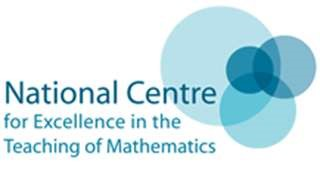 National Centre
for Excellence in the
Teaching of Mathematics